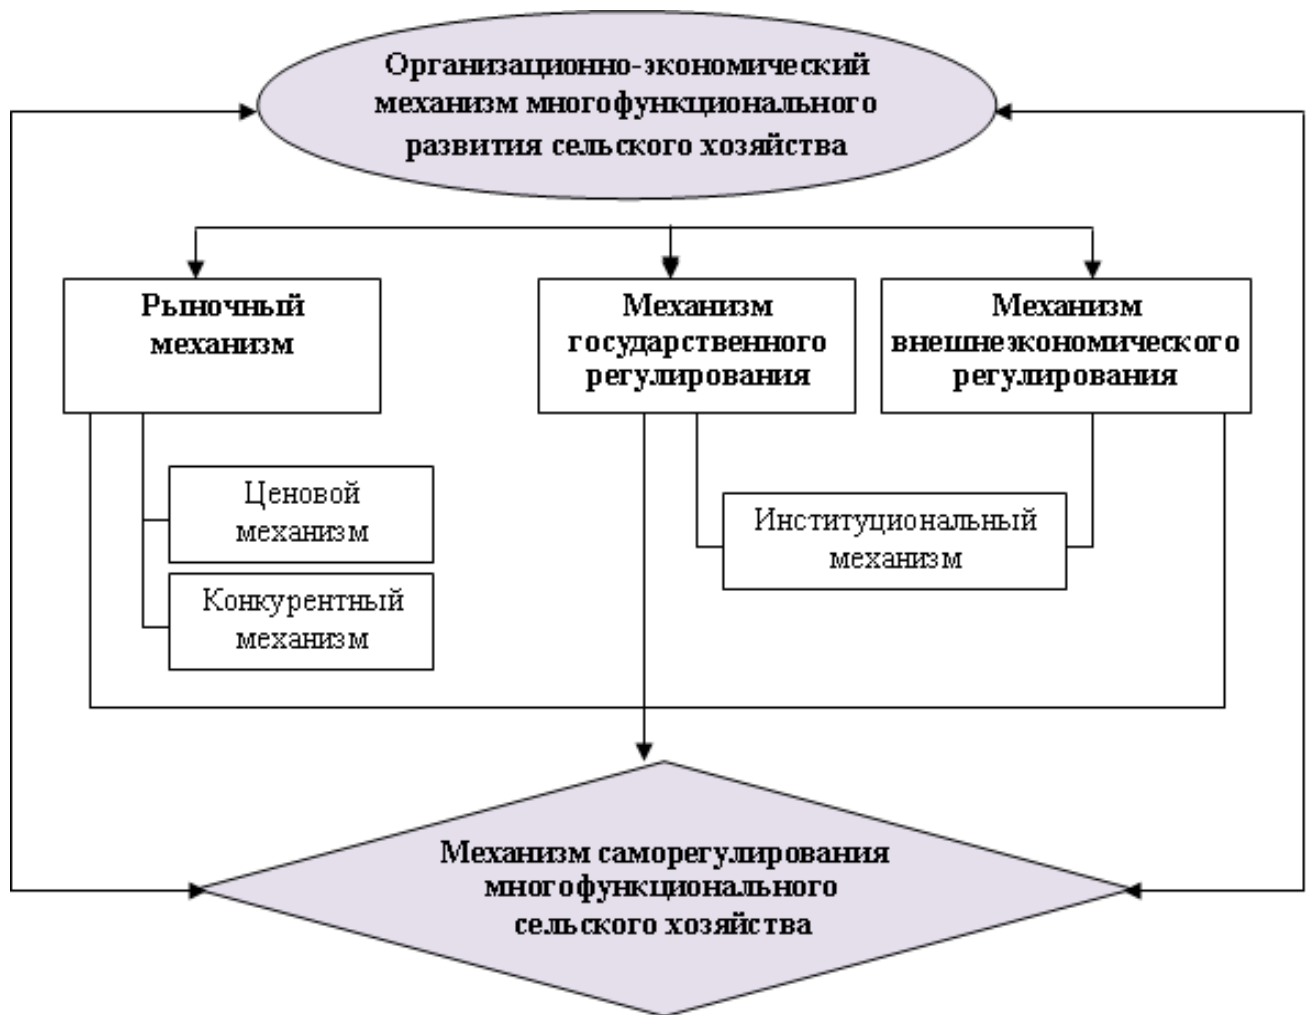 Организационно-экономический
механизм многофункционального
развития сельского хозяйства
Рыночный
механизм
Механизм
государственного
регулирования
Механизм
внешнеэкономического
регулирования
Ценовой
механизм
Конкурентный
механизм
Институциональный
механизм
Механизм саморегулирования
многофункционального
сельского хозяйства